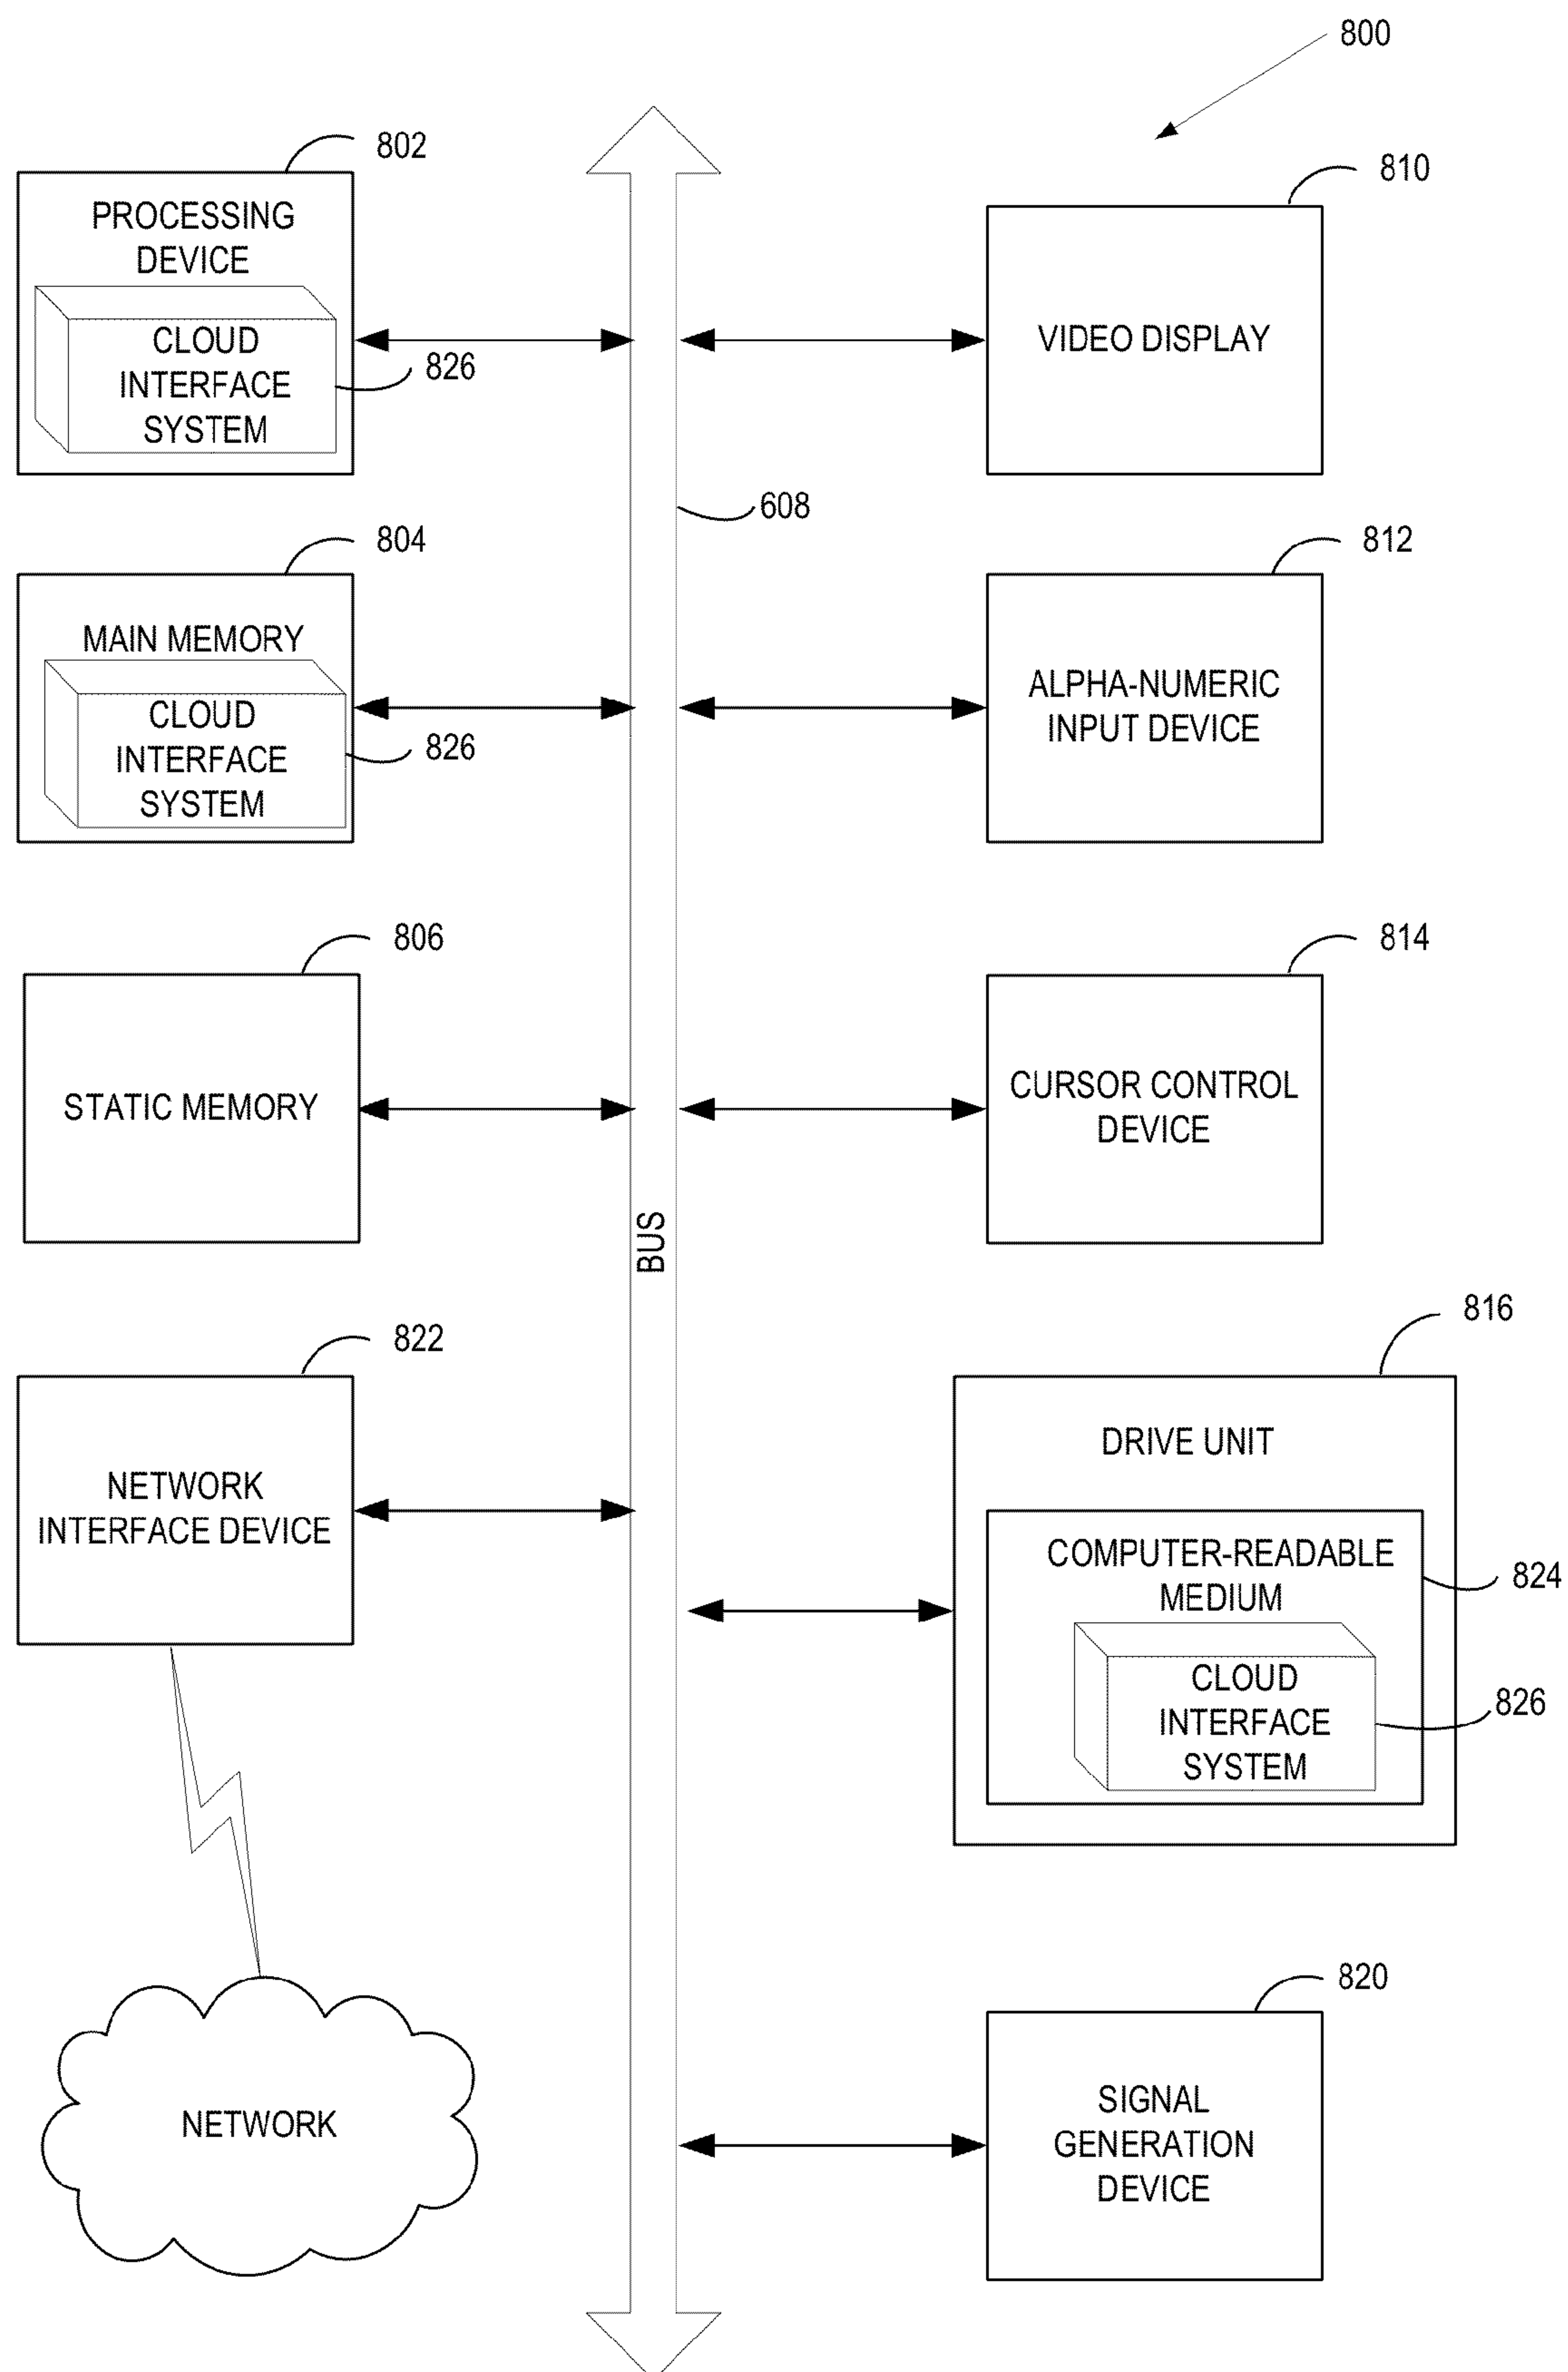 800
802
PROCESSING
DEVICE
CLOUD
INTERFACE
SYSTEM
826
810
VIDEO DISPLAY
608
804
MAIN MEMORY
CLOUD
INTERFACE
SYSTEM
826
812
ALPHA-NUMERIC
INPUT DEVICE
806
STATIC MEMORY
814
CURSOR CONTROL
DEVICE
BUS
822
NETWORK
INTERFACE DEVICE
816
DRIVE UNIT
COMPUTER-READABLE
MEDIUM
824
CLOUD
INTERFACE
SYSTEM
826
NETWORK
820
SIGNAL
GENERATION
DEVICE